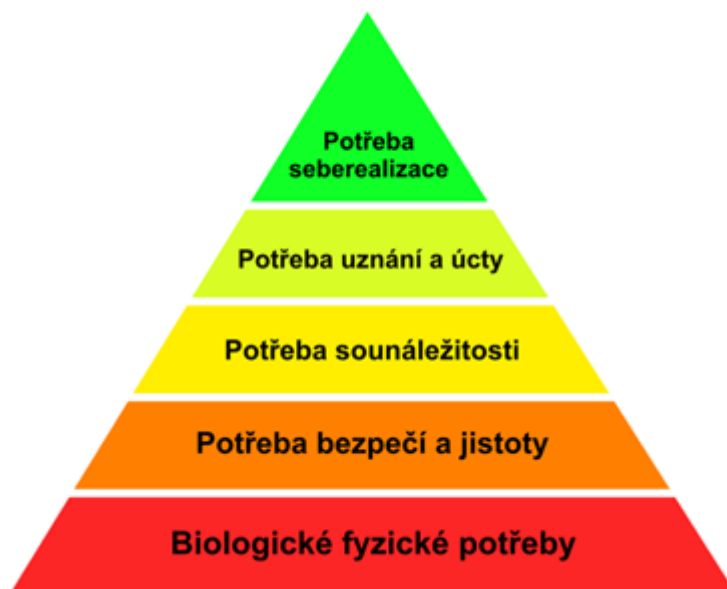 Potřeba
seberealizace
Potřeba uznání a úcty
Potřeba sounáležitosti
Potřeba bezpečí a jistoty
Biologické fyzické potřeby